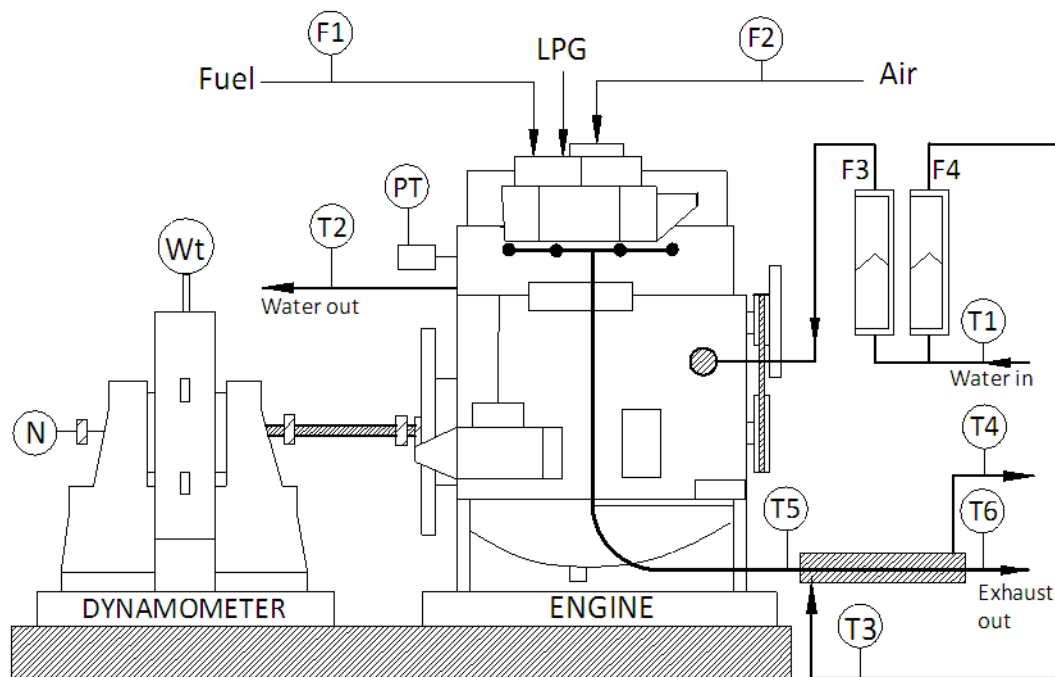 F1
F2
LPG
Fuel
Air
F3
F4
PT
T2
Wt
Water out
T1
Water in
N
T4
T5
T6
Exhaust
out
DYNAMOMETER
ENGINE
T3